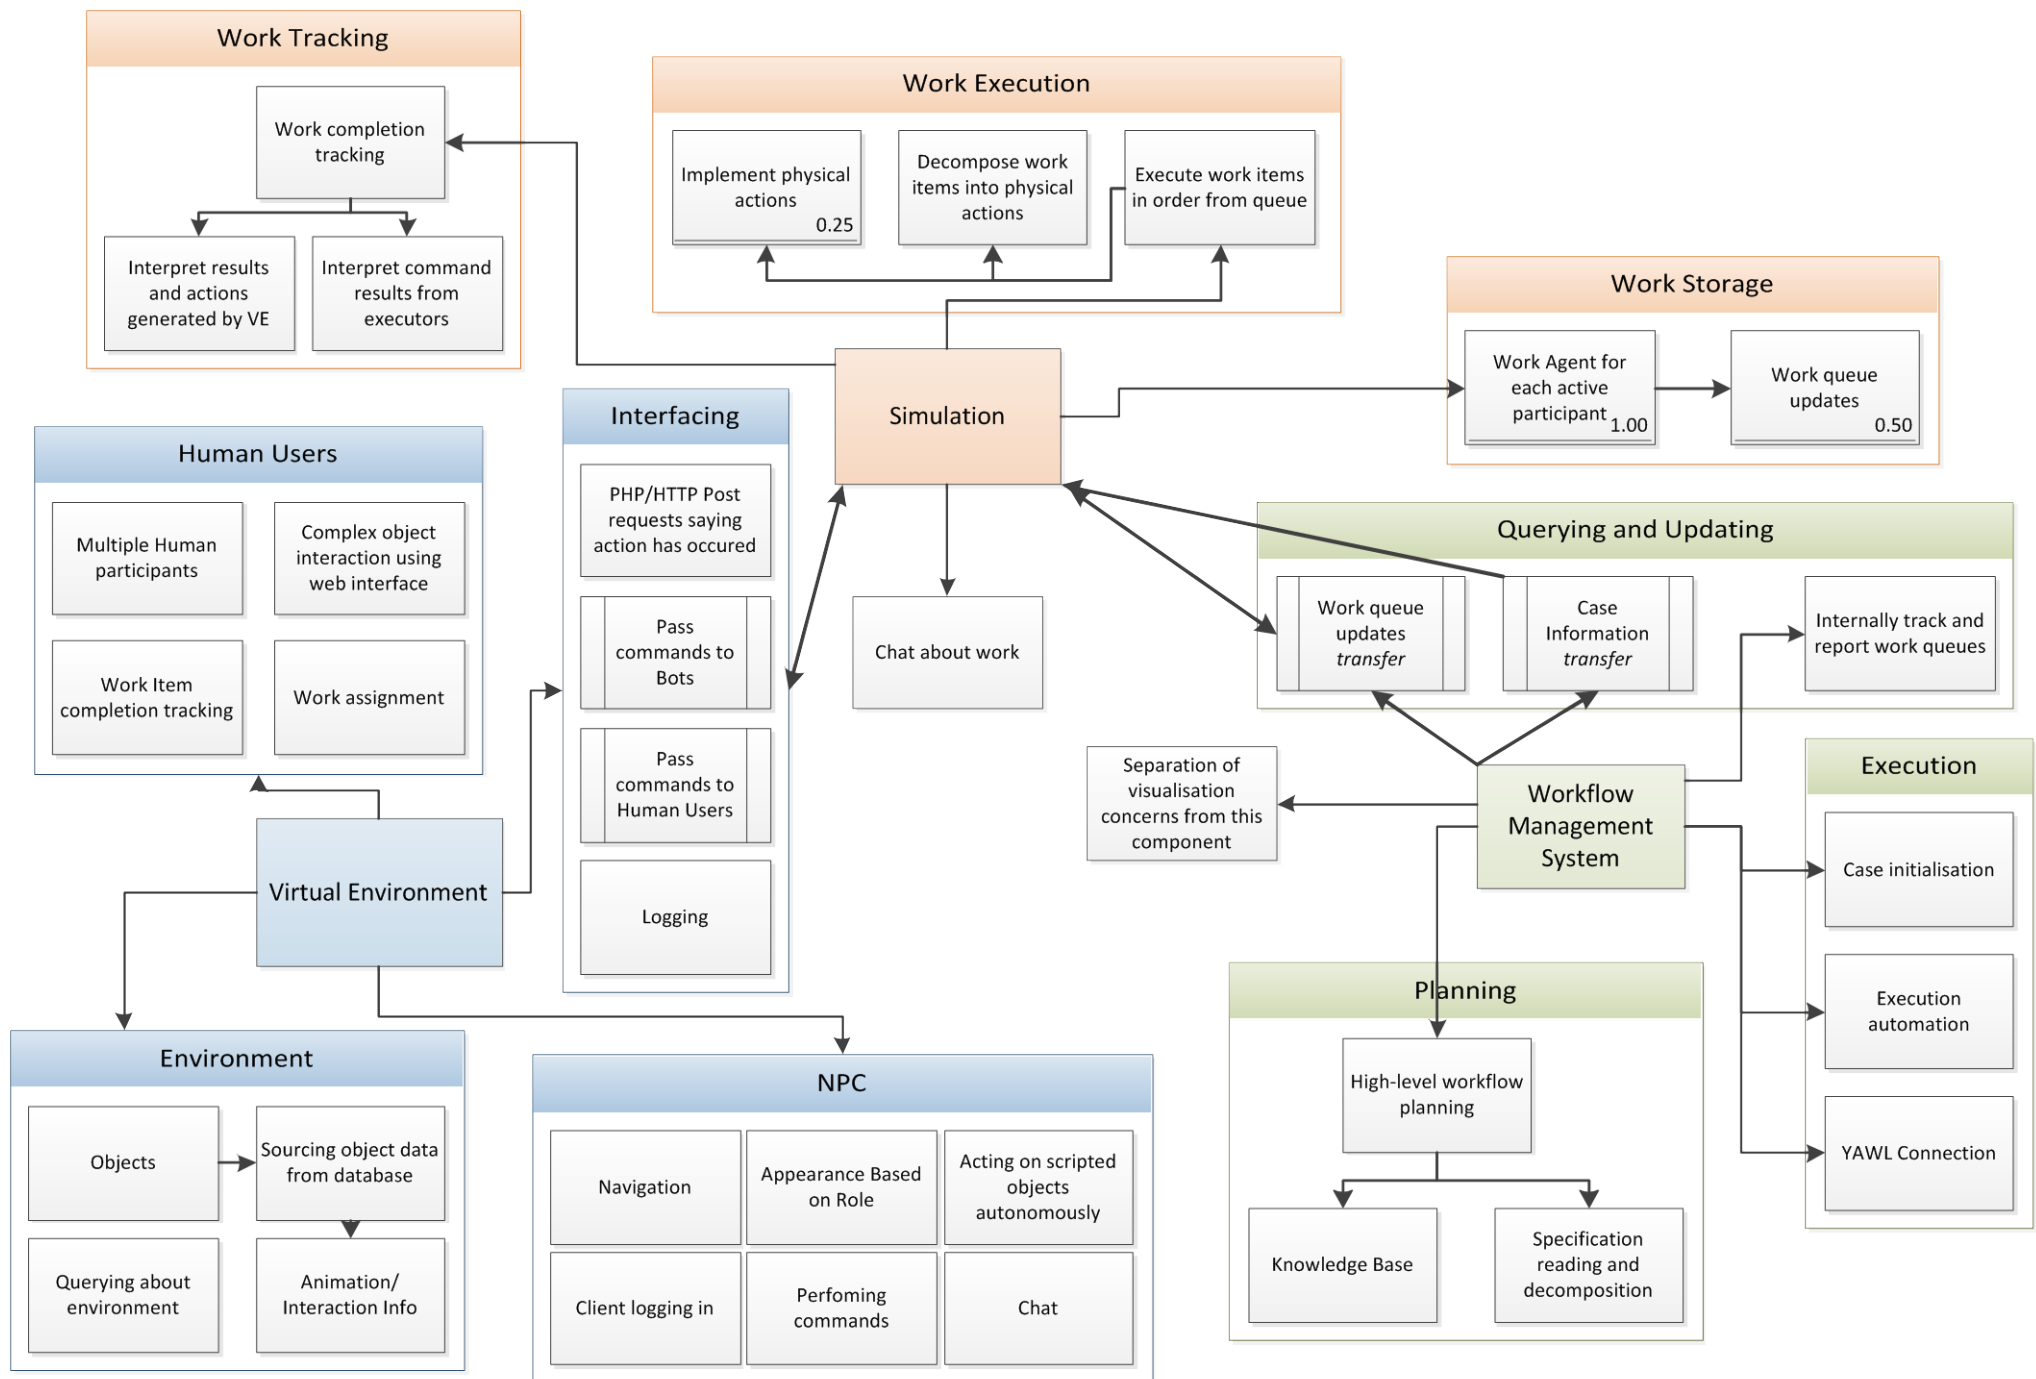 Work Tracking
Work completion
tracking
Interpret results
and actions
generated by VE
Interpret command
results from
executors
Work Execution
Implement physical
actions
0.25
Decompose work
items into physical
actions
Execute work items
in order from queue
Work Storage
Work Agent for
each active
participant
1.00
Work queue
updates
0.50
Simulation
Chat about work
Interfacing
PHP/HTTP Post
requests saying
action has occured
Pass
commands to
Bots
Pass
commands to
Human Users
Logging
Human Users
Multiple Human
participants
Complex object
interaction using
web interface
Work Item
completion tracking
Work assignment
Virtual Environment
Querying and Updating
Work queue
updates
transfer
Case
Information
transfer
Internally track and
report work queues
Separation of
visualisation
concerns from this
component
Workflow
Management
System
Execution
Case initialisation
Execution
automation
YAWL Connection
Planning
High-level workflow
planning
Knowledge Base
Specification
reading and
decomposition
Environment
Objects
Sourcing object data
from database
Querying about
environment
Animation/
Interaction Info
NPC
Navigation
Appearance Based
on Role
Acting on scripted
objects
autonomously
Client logging in
Perfoming
commands
Chat